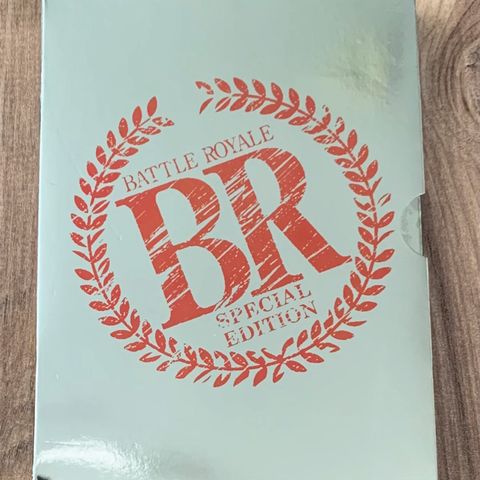 BATTLE ROYALE
BR
SPECIAL
EDITION